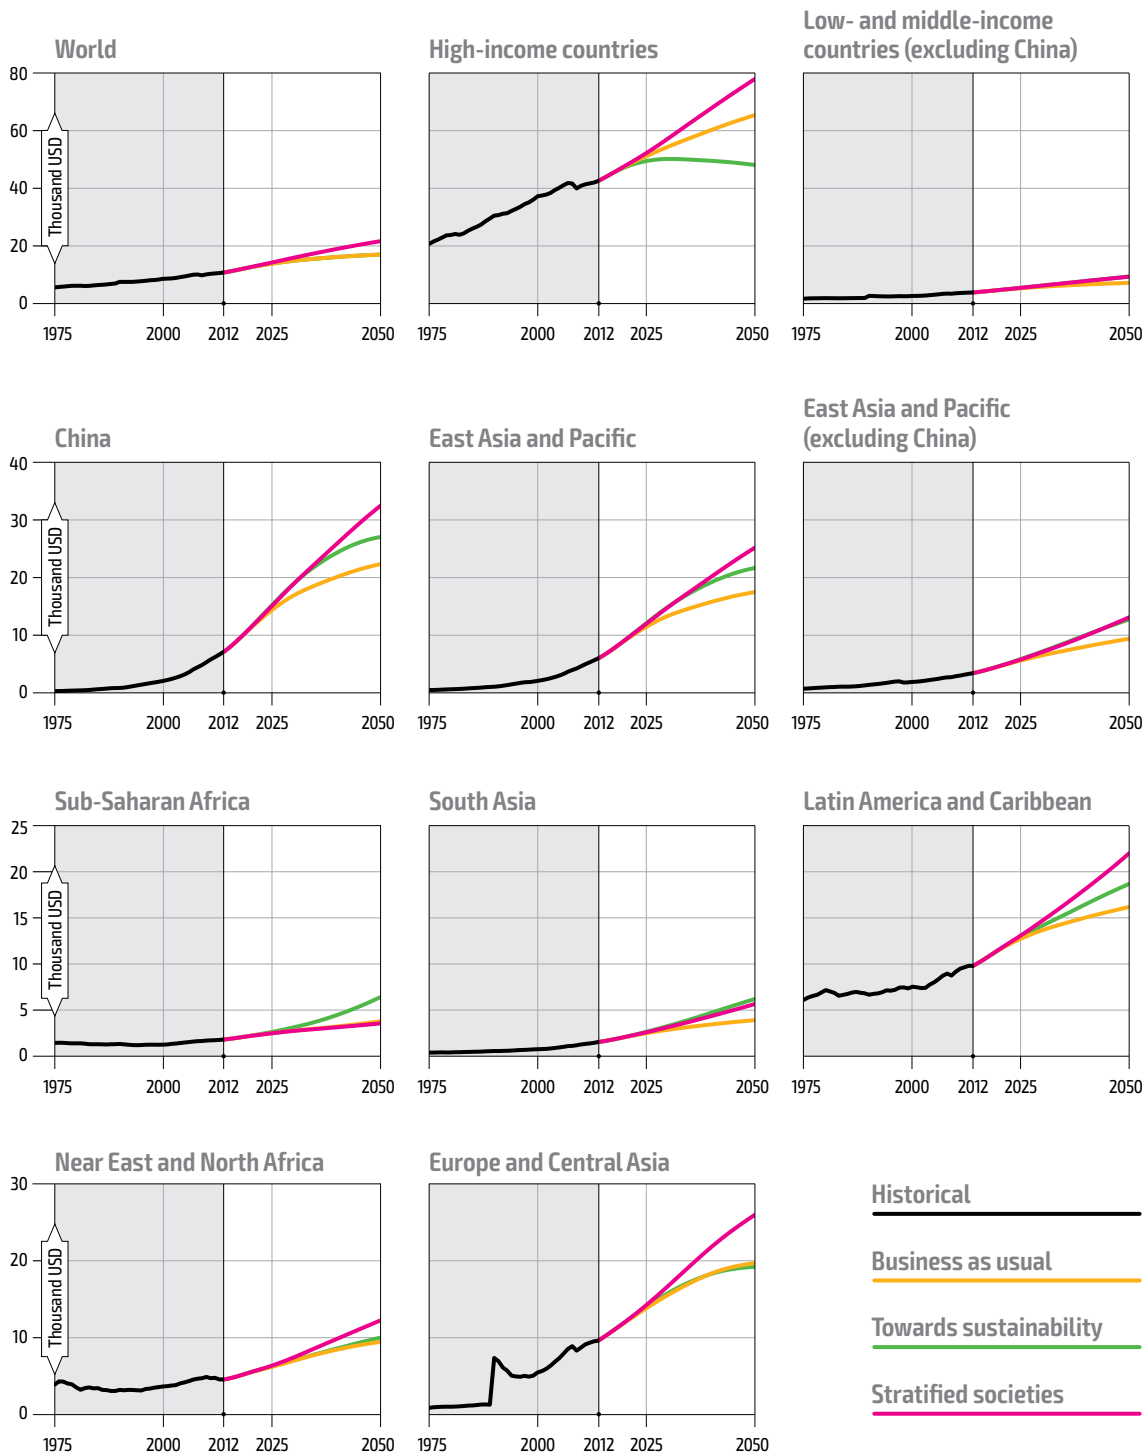 World
High-income countries
Low- and middle-income
countries (excluding China)
80
60
40
20
0
Thousand USD
1975 2000 2012 2025 2050
1975 2000 2012 2025 2050
1975 2000 2012 2025 2050
China
East Asia and Pacific
East Asia and Pacific
(excluding China)
40
30
20
10
0
Thousand USD
1975 2000 2012 2025 2050
1975 2000 2012 2025 2050
1975 2000 2012 2025 2050
Sub-Saharan Africa
South Asia
Latin America and Caribbean
25
20
15
10
5
0
Thousand USD
1975 2000 2012 2025 2050
1975 2000 2012 2025 2050
1975 2000 2012 2025 2050
Near East and North Africa
Europe and Central Asia
30
20
10
0
Thousand USD
1975 2000 2012 2025 2050
1975 2000 2012 2025 2050
Historical
Business as usual
Towards sustainability
Stratified societies